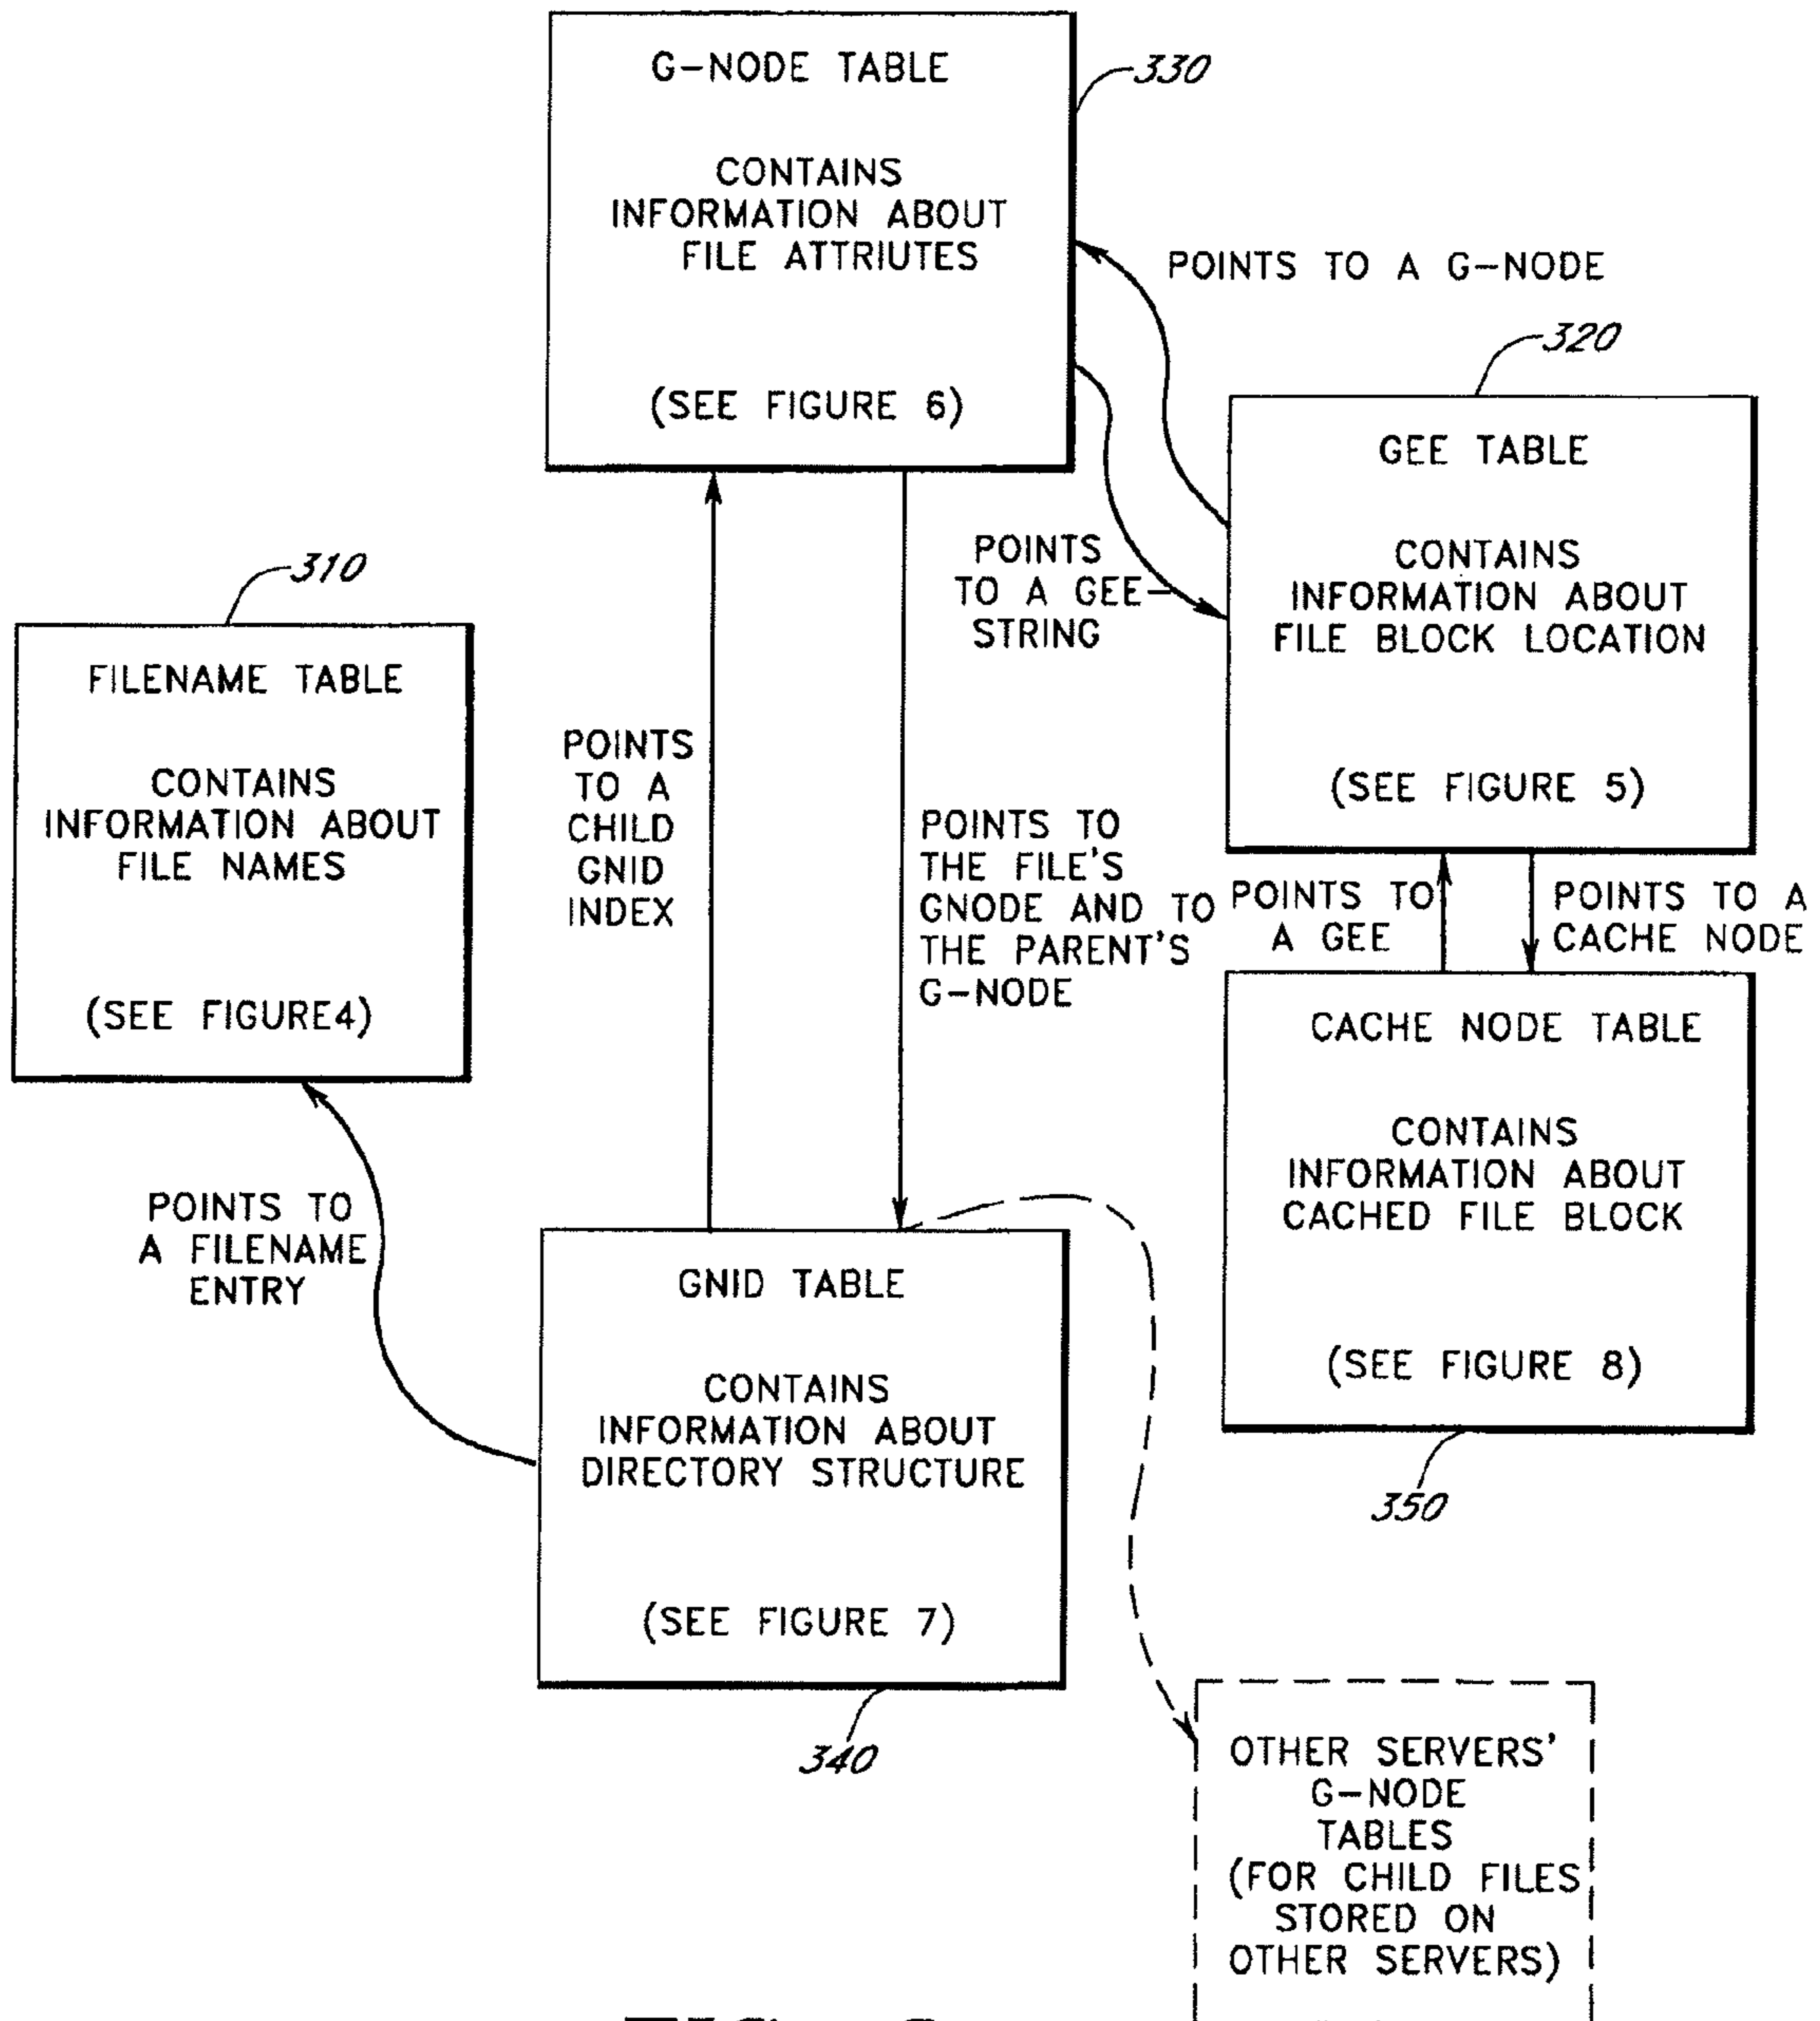 G-NODE TABLE
CONTAINS
INFORMATION ABOUT
FILE ATTRIUTES
(SEE FIGURE 6)
330
POINTS TO A G-NODE
320
GEE TABLE
CONTAINS
INFORMATION ABOUT
FILE BLOCK LOCATION
(SEE FIGURE 5)
POINTS
TO A GEE-
STRING
310
FILENAME TABLE
CONTAINS
INFORMATION ABOUT
FILE NAMES
(SEE FIGURE4)
POINTS
TO A
CHILD
GNID
INDEX
POINTS TO
THE FILE'S
GNODE AND TO
THE PARENT'S
G-NODE
POINTS TO
A GEE
POINTS TO A
CACHE NODE
CACHE NODE TABLE
CONTAINS
INFORMATION ABOUT
CACHED FILE BLOCK
(SEE FIGURE 8)
350
POINTS TO
A FILENAME
ENTRY
GNID TABLE
CONTAINS
INFORMATION ABOUT
DIRECTORY STRUCTURE
(SEE FIGURE 7)
340
OTHER SERVERS'
G-NODE
TABLES
(FOR CHILD FILES
STORED ON
OTHER SERVERS)